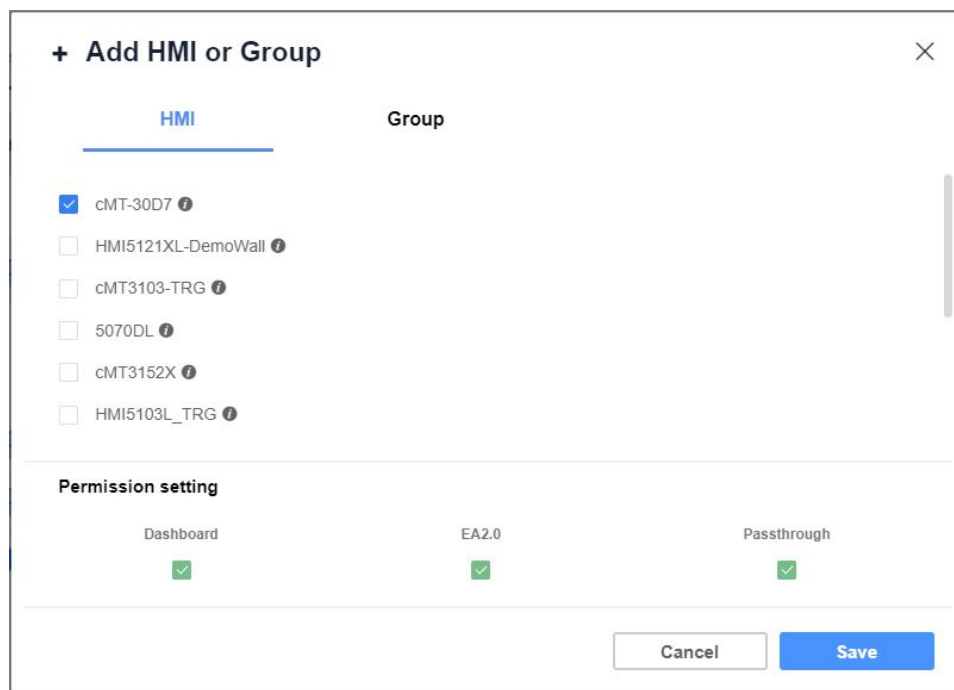 + Add HMI or Group
HMI Group
cMT-30D7
HMI5121XL-DemoWall
cMT3103-TRG
5070DL
cMT3152X
HMI5103L_TRG
Permission setting
Dashboard EA2.0 Passthrough
Cancel Save